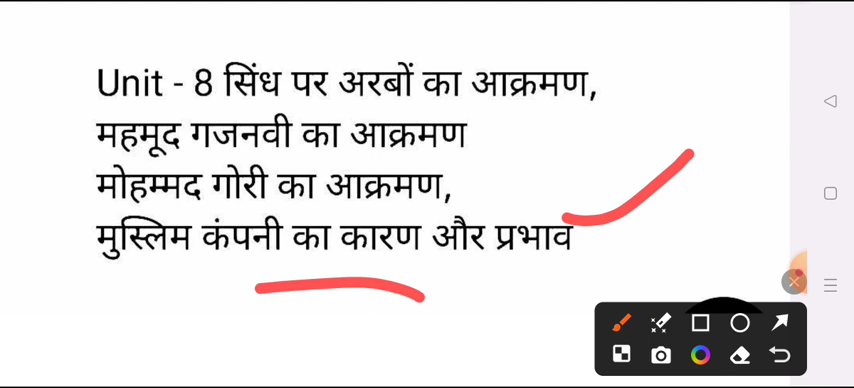 Unit - 8 सिंध पर अरबों का आक्रमण,
महमूद गजनवी का आक्रमण
मोहम्मद गोरी का आक्रमण,
मुस्लिम कंपनी का कारण और प्रभाव